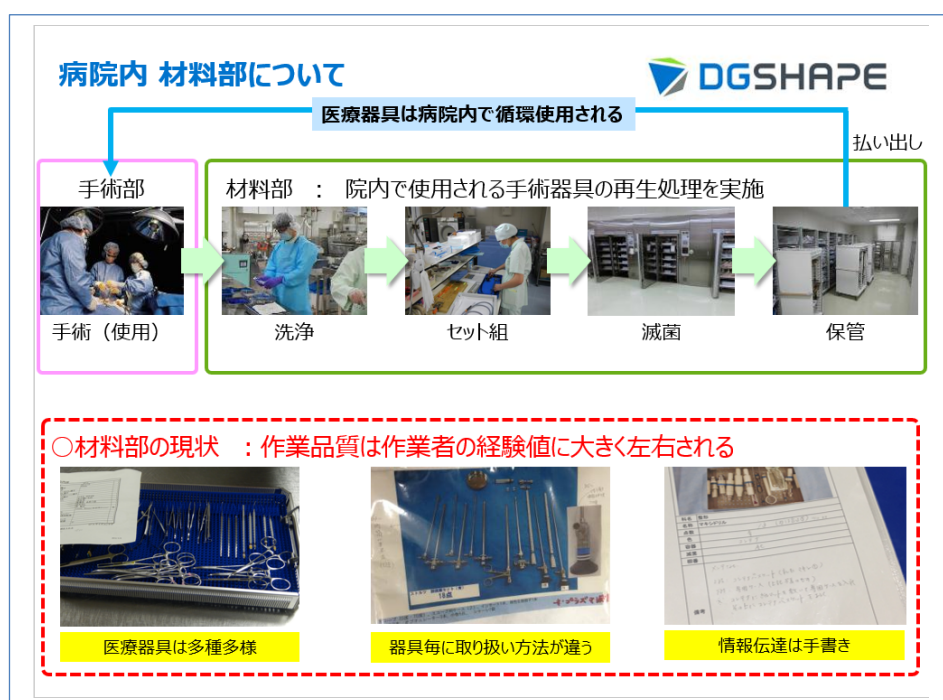 病院内 材料部について
DGSHAPE
医療器具は病院内で循環使用される
払い出し
手術部
材料部 ： 院内で使用される手術器具の再生処理を実施
手術（使用）
洗浄
セット組
滅菌
保管
○材料部の現状 ：作業品質は作業者の経験値に大きく左右される
18点
備考
医療器具は多種多様
器具毎に取り扱い方法が違う
情報伝達は手書き